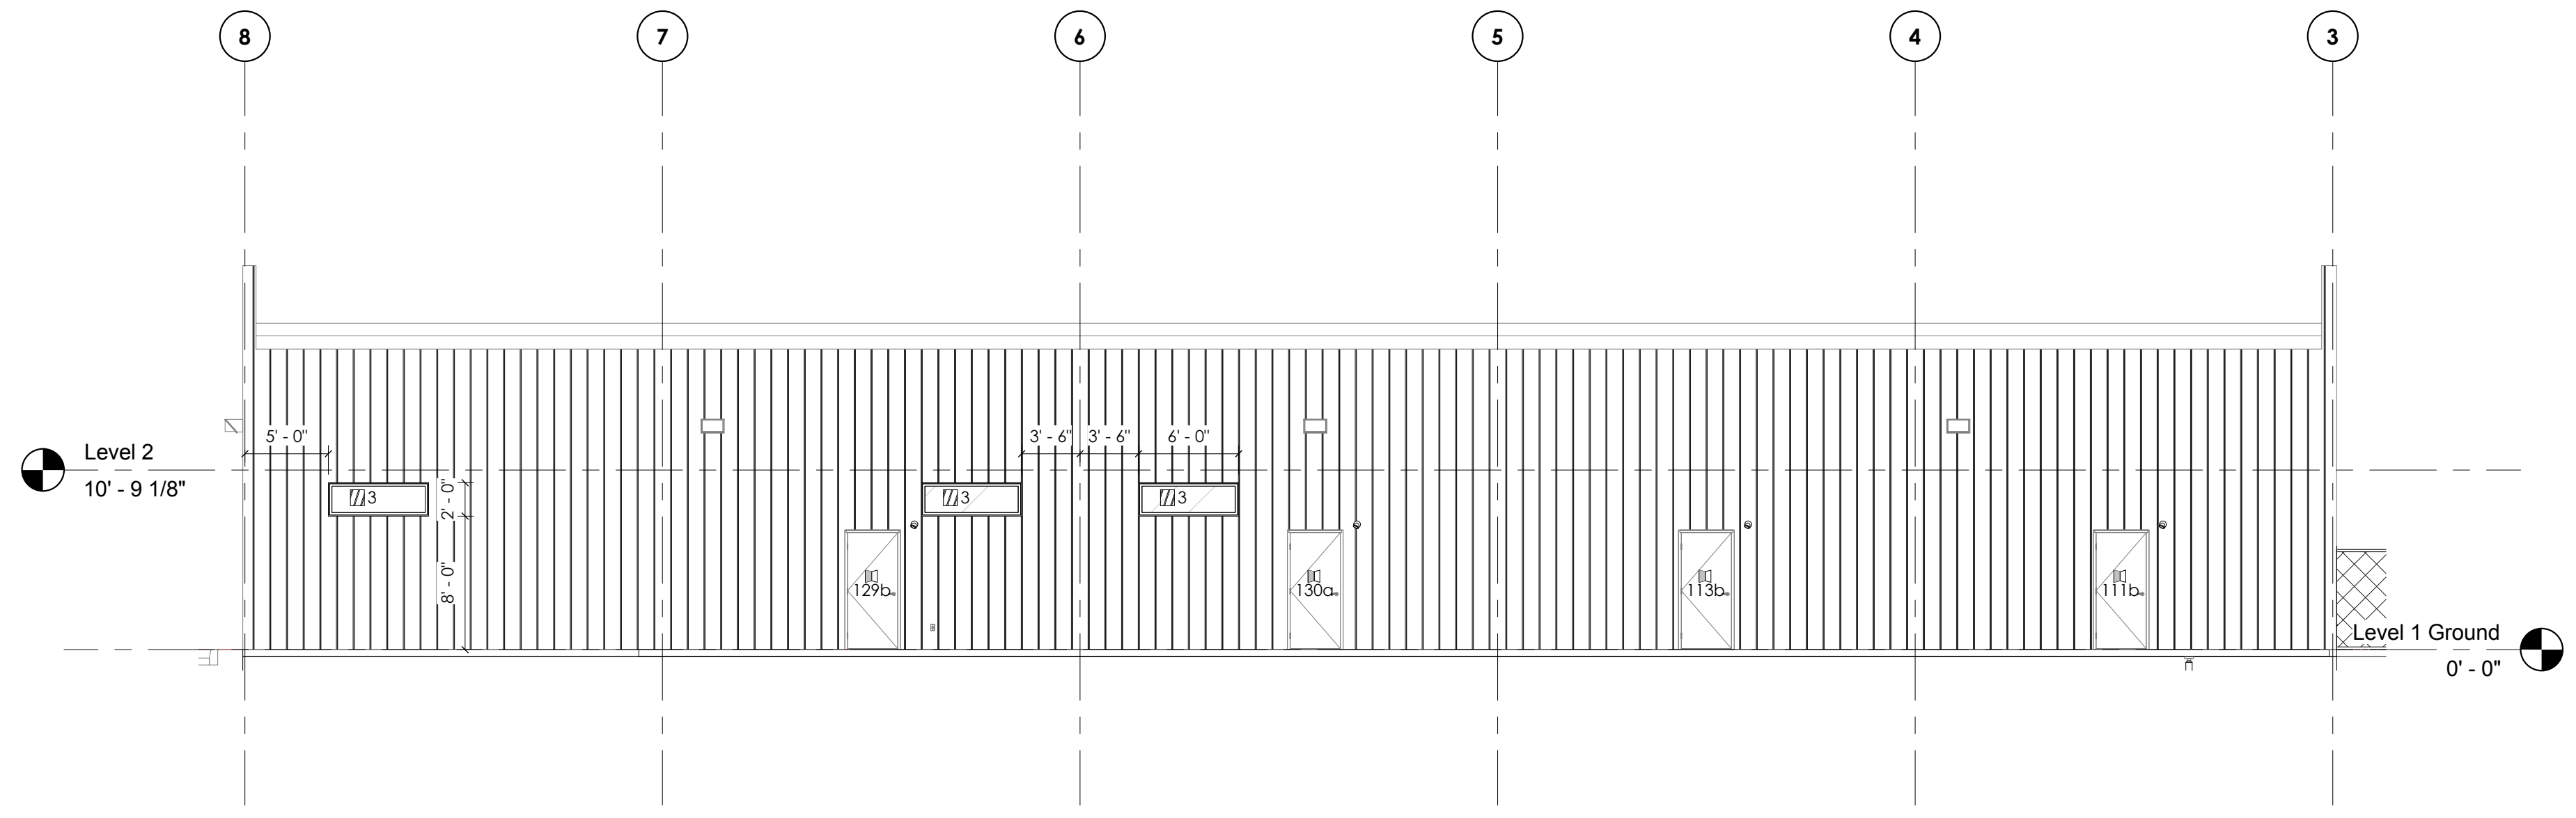 8
7
6
5
4
3
5' - 0"
3' - 6"
3' - 6"
6' - 0"
Level 2
10' - 9 1/8"
3
2' - 0"
3
3
8' - 0"
129b
130a
113b
111b
Level 1 Ground
0' - 0"